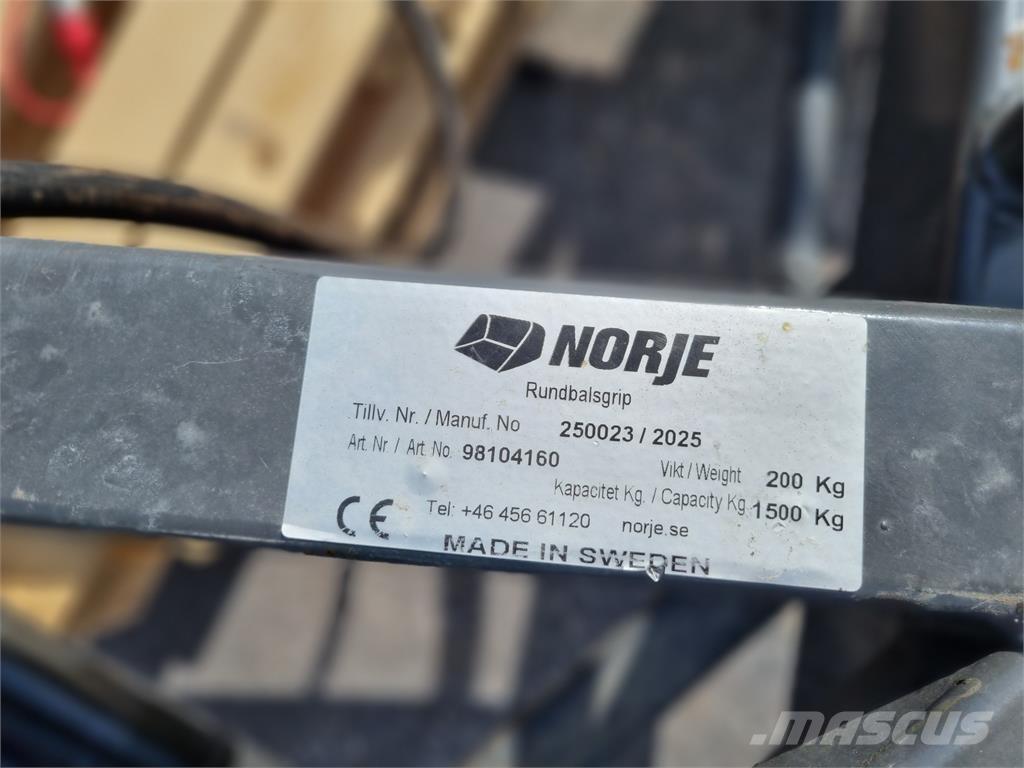 NORJE
Rundbalsgrip
Tillv. Nr. / Manuf. No 250023 / 2025
Art. Nr / Art. No. 98104160
Vikt / Weight 200 Kg
Kapacitet Kg. / Capacity Kg 1500 Kg
CE Tel: +46 456 61120 norje.se
MADE IN SWEDEN
MASCUS